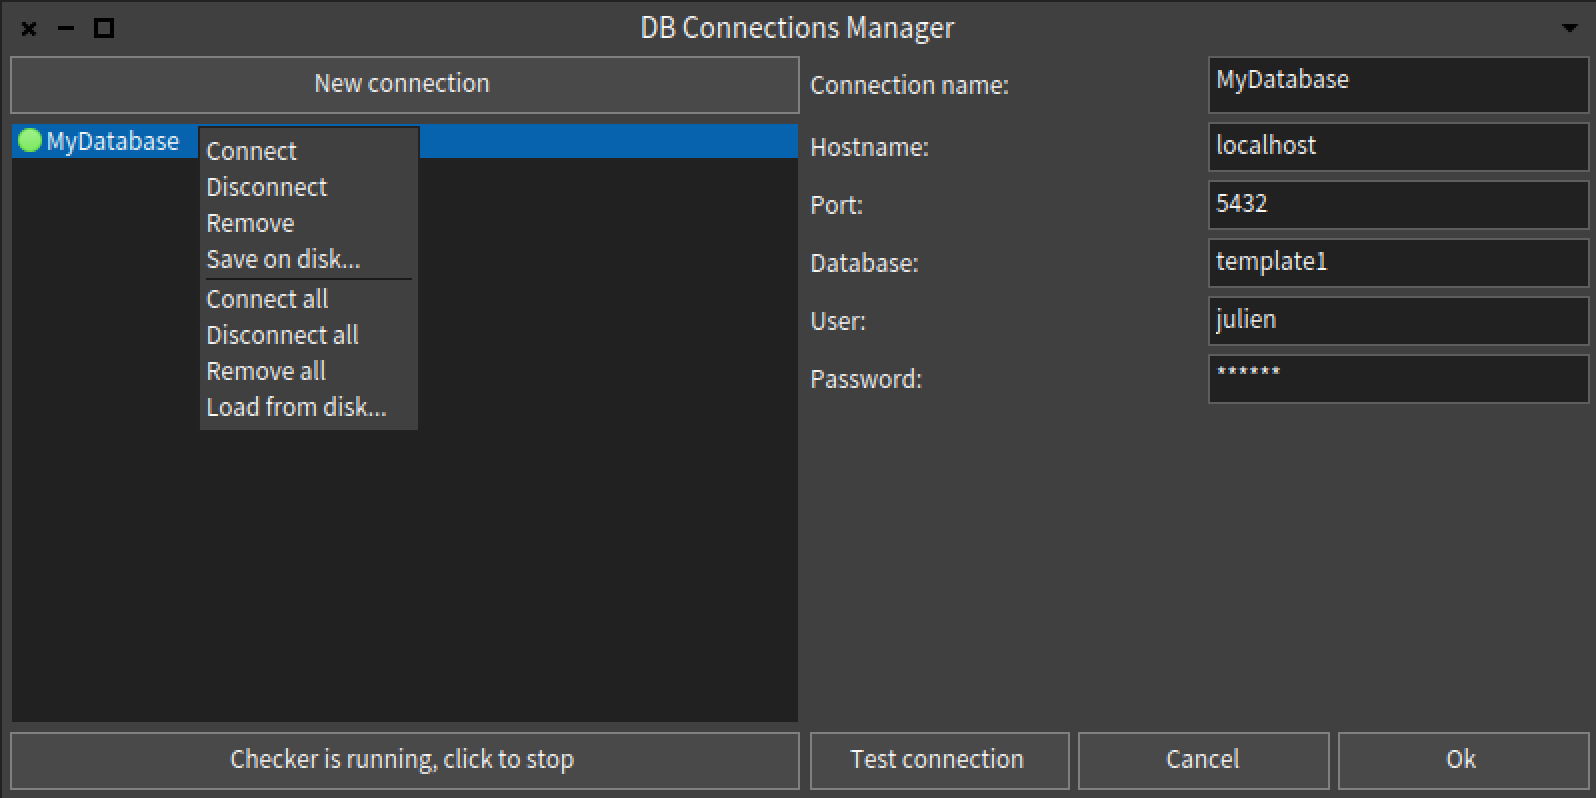 DB Connections Manager
New connection
MyDatabase
Connect
Disconnect
Remove
Save on disk...
Connect all
Disconnect all
Remove all
Load from disk...
Checker is running, click to stop
Connection name: MyDatabase
Hostname: localhost
Port: 5432
Database: template1
User: julien
Password: ******
Test connection
Cancel
Ok